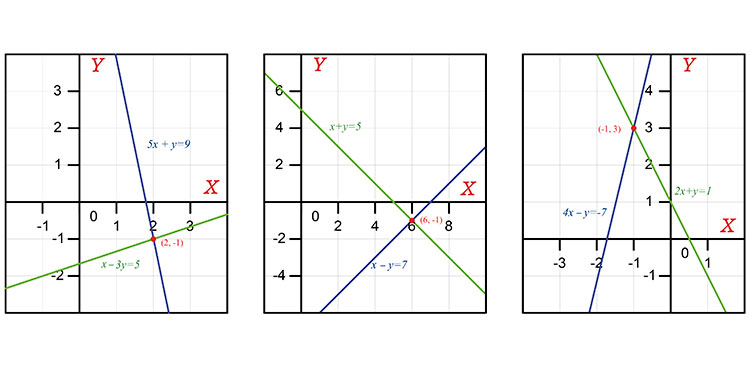 Y
3
2
1
5x + y=9
X
-1
0
1
2
3
-1
(2, -1)
x – 3y=5
-2
Y
6
4
2
x+y=5
X
0
2
4
6
8
(6, -1)
-2
x – y=7
-4
Y
4
(-1, 3)
3
2
2x+y=1
1
4x – y=-7
X
-3
-2
-1
0
1
-1